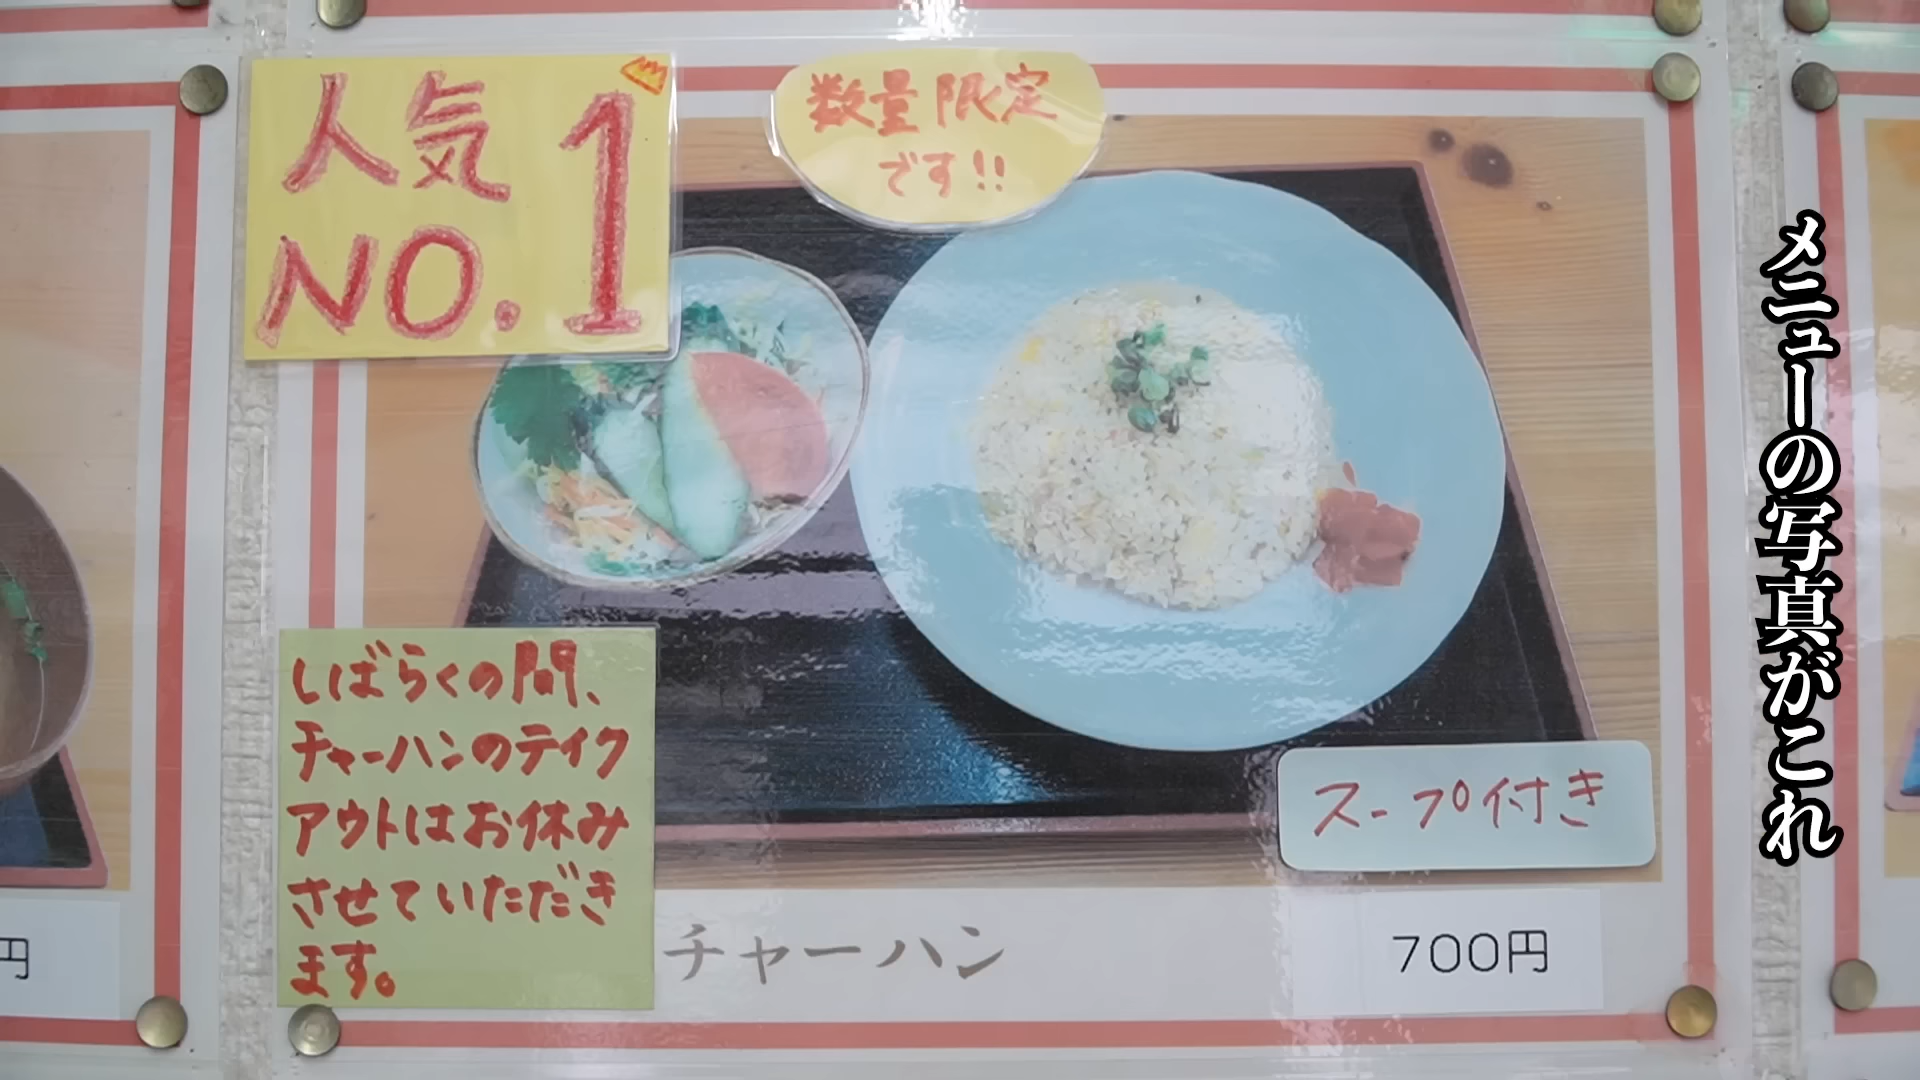 人気
NO.1
数量限定
です!!
メニューの写真がこれ
しばらくの間、
チャーハンのテイク
アウトはお休み
させていただき
ます。
スープ付き
チャーハン
700円
円